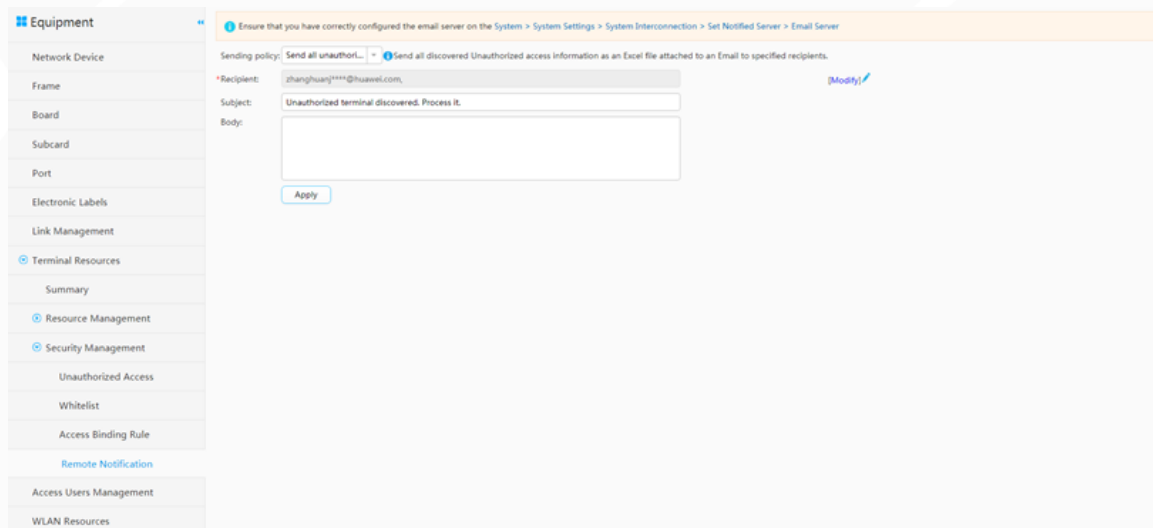 Equipment
Network Device
Frame
Board
Subcard
Port
Electronic Labels
Link Management
Terminal Resources
Summary
Resource Management
Security Management
Unauthorized Access
Whitelist
Access Binding Rule
Remote Notification
Access Users Management
WLAN Resources
Ensure that you have correctly configured the email server on the System > System Settings > System Interconnection > Set Notified Server > Email Server
Sending policy: Send all unauthori... Send all discovered Unauthorized access information as an Excel file attached to an Email to specified recipients.
*Recipient: zhanghuanj****@huawei.com, [Modify]
Subject: Unauthorized terminal discovered. Process it.
Body:
Apply